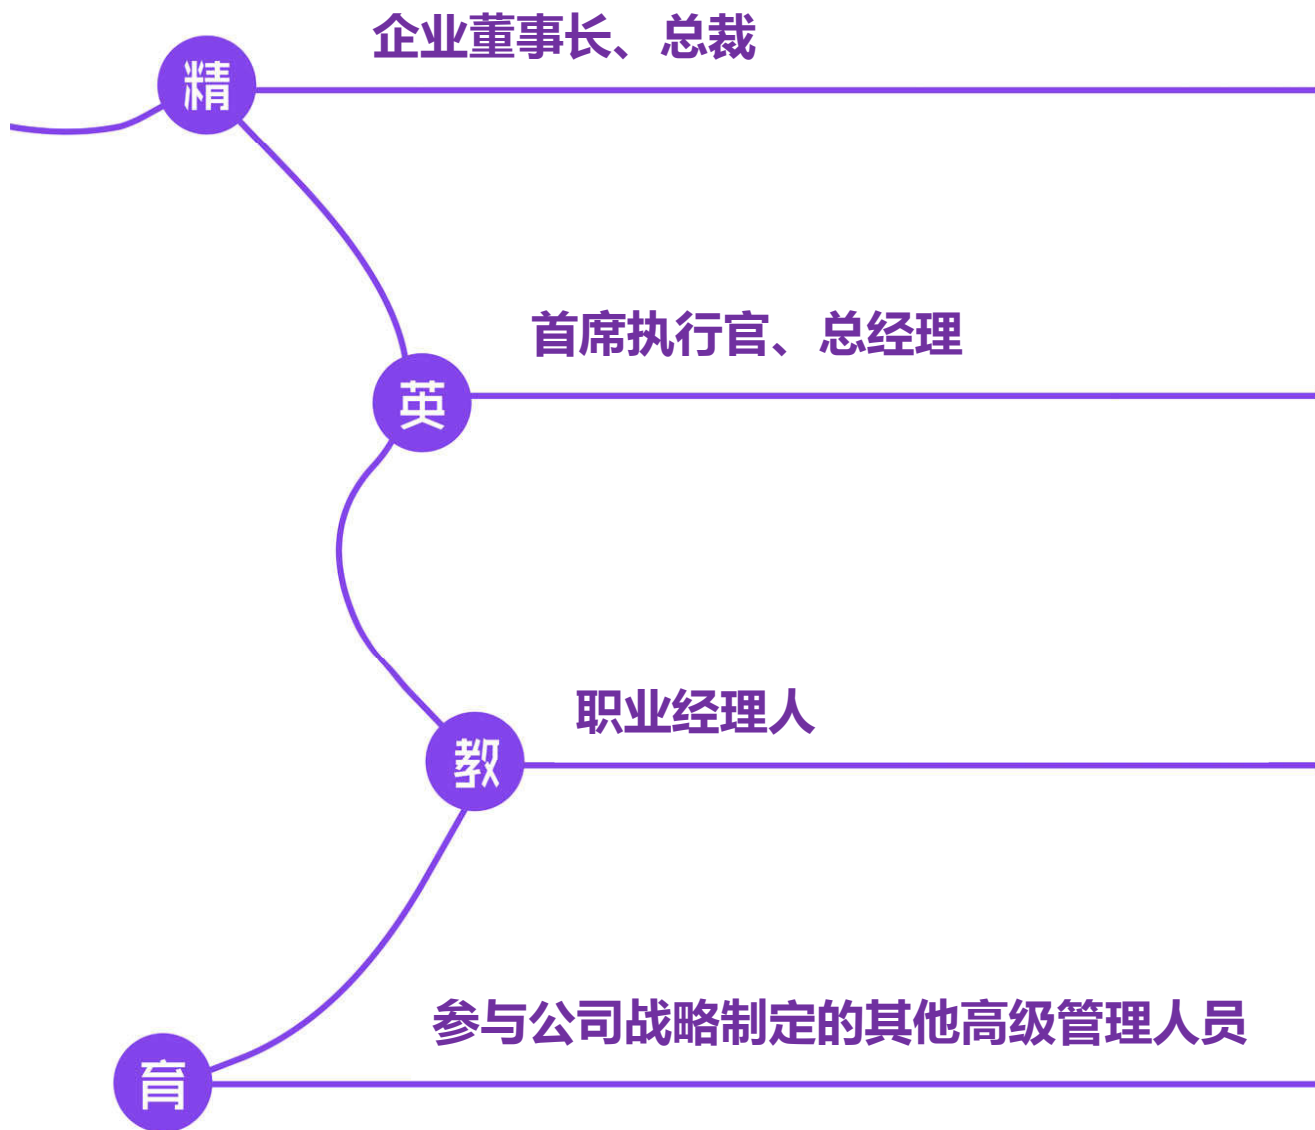 企业董事长、总裁
精
首席执行官、总经理
英
职业经理人
教
参与公司战略制定的其他高级管理人员
育